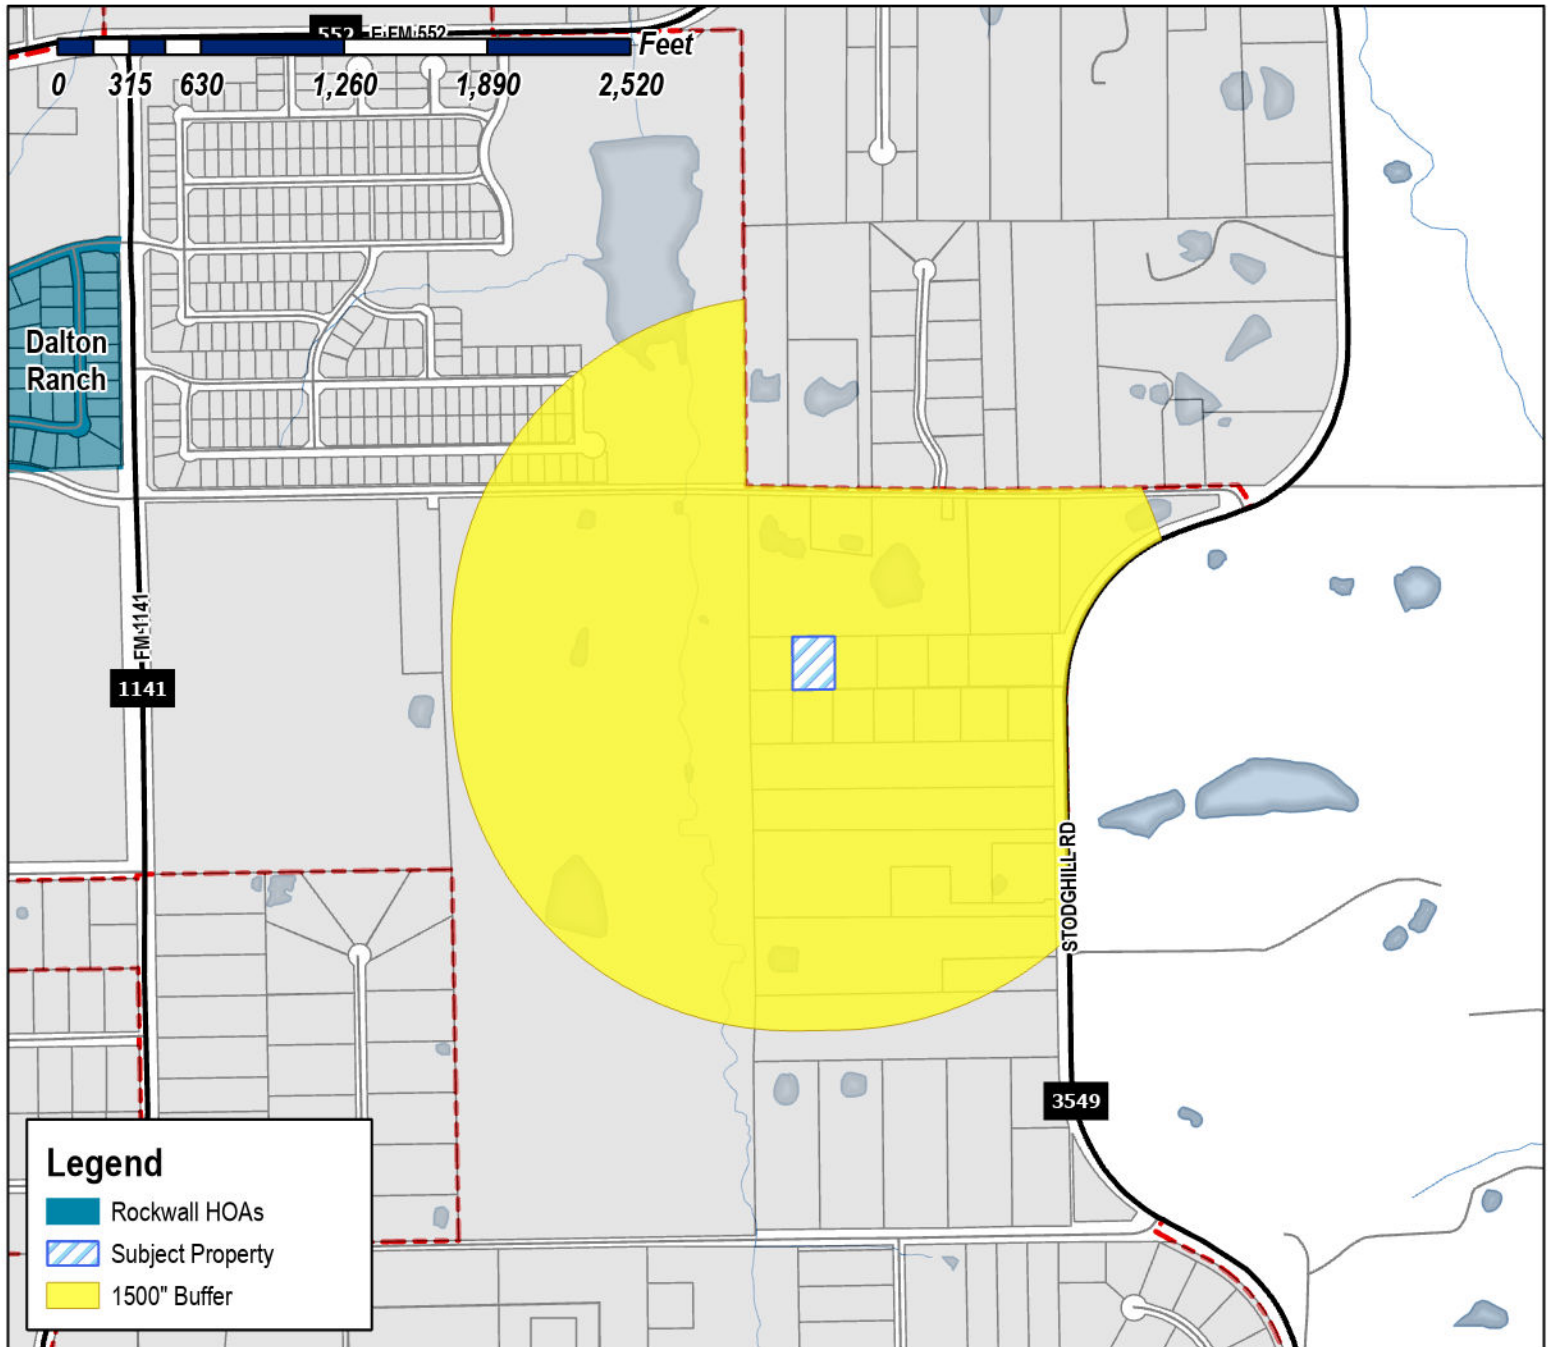 552 E FM 552
Feet
0 315 630 1,260 1,890 2,520
Dalton
Ranch
FM-1141
1141
STODGHILL RD
3549
Legend
Rockwall HOAs
Subject Property
1500" Buffer